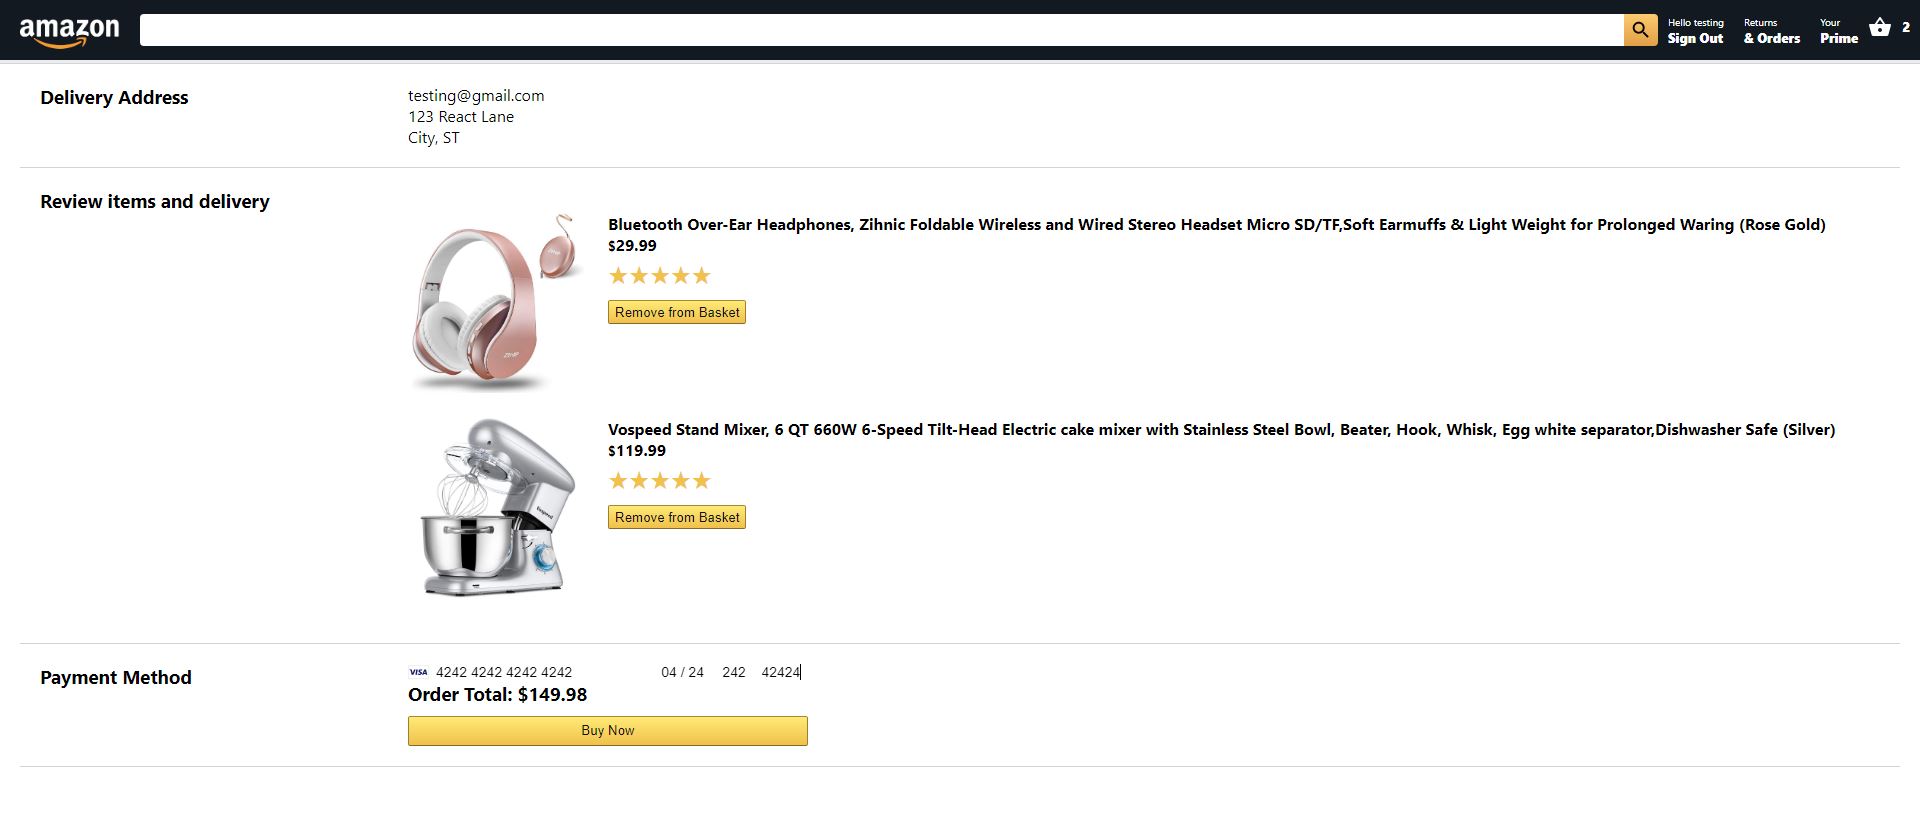 amazon
Hello testing
Sign Out
Returns
& Orders
Your
Prime
2
Delivery Address
testing@gmail.com
123 React Lane
City, ST
Review items and delivery
Bluetooth Over-Ear Headphones, Zihnic Foldable Wireless and Wired Stereo Headset Micro SD/TF,Soft Earmuffs & Light Weight for Prolonged Waring (Rose Gold)
$29.99
Remove from Basket
Vospeed Stand Mixer, 6 QT 660W 6-Speed Tilt-Head Electric cake mixer with Stainless Steel Bowl, Beater, Hook, Whisk, Egg white separator,Dishwasher Safe (Silver)
$119.99
Remove from Basket
Payment Method
VISA 4242 4242 4242 4242 04 / 24 242 42424
Order Total: $149.98
Buy Now